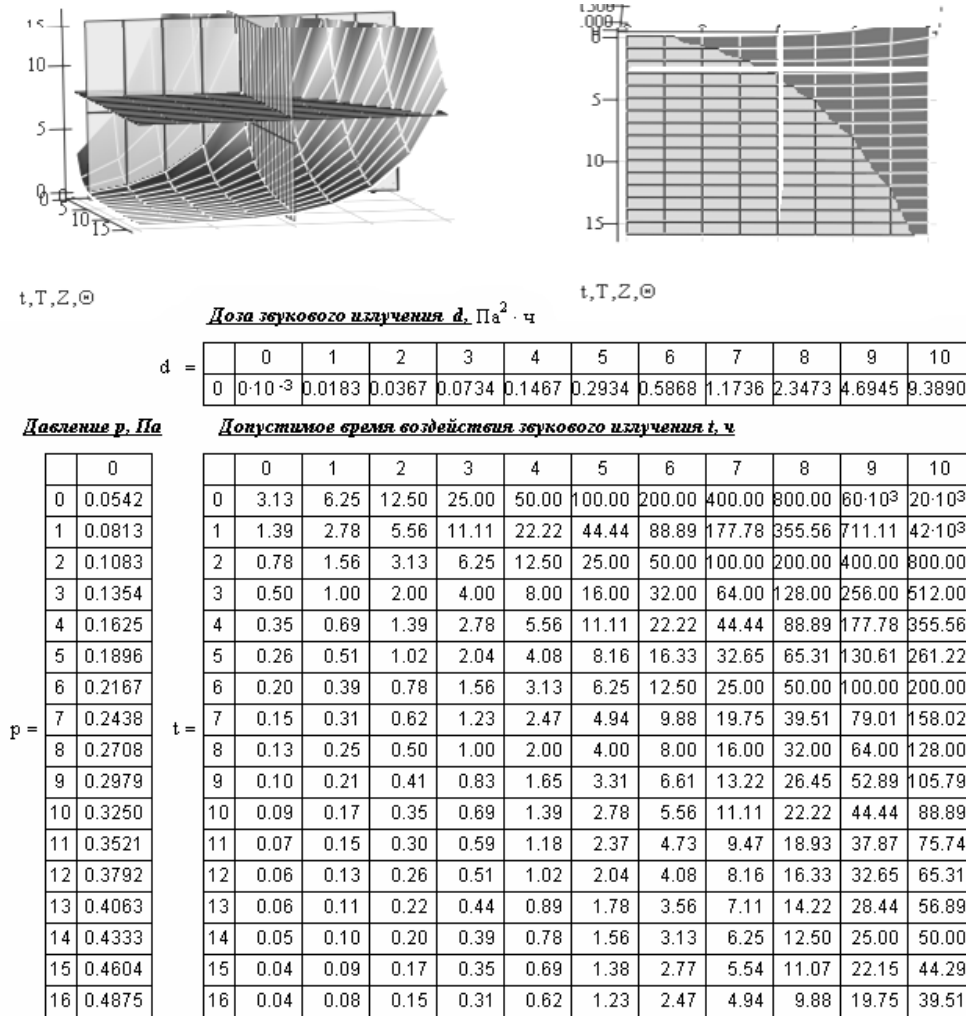 15
10
5
0
0
5
10
15
t,T,Z,Θ
.000
0
5
10
15
t,T,Z,Θ
Доза звукового излучения d, Па² · ч
d =
0 1 2 3 4 5 6 7 8 9 10
0 0·10⁻³ 0.0183 0.0367 0.0734 0.1467 0.2934 0.5868 1.1736 2.3473 4.6945 9.3890
Давление p, Па
Допустимое время воздействия звукового излучения t, ч
0 0 1 2 3 4 5 6 7 8 9 10
0 0.0542 0 3.13 6.25 12.50 25.00 50.00 100.00 200.00 400.00 800.00 60·10³ 20·10³
1 0.0813 1 1.39 2.78 5.56 11.11 22.22 44.44 88.89 177.78 355.56 711.11 42·10³
2 0.1083 2 0.78 1.56 3.13 6.25 12.50 25.00 50.00 100.00 200.00 400.00 800.00
3 0.1354 3 0.50 1.00 2.00 4.00 8.00 16.00 32.00 64.00 128.00 256.00 512.00
4 0.1625 4 0.35 0.69 1.39 2.78 5.56 11.11 22.22 44.44 88.89 177.78 355.56
5 0.1896 5 0.26 0.51 1.02 2.04 4.08 8.16 16.33 32.65 65.31 130.61 261.22
6 0.2167 6 0.20 0.39 0.78 1.56 3.13 6.25 12.50 25.00 50.00 100.00 200.00
p = 7 0.2438 t = 7 0.15 0.31 0.62 1.23 2.47 4.94 9.88 19.75 39.51 79.01 158.02
8 0.2708 8 0.13 0.25 0.50 1.00 2.00 4.00 8.00 16.00 32.00 64.00 128.00
9 0.2979 9 0.10 0.21 0.41 0.83 1.65 3.31 6.61 13.22 26.45 52.89 105.79
10 0.3250 10 0.09 0.17 0.35 0.69 1.39 2.78 5.56 11.11 22.22 44.44 88.89
11 0.3521 11 0.07 0.15 0.30 0.59 1.18 2.37 4.73 9.47 18.93 37.87 75.74
12 0.3792 12 0.06 0.13 0.26 0.51 1.02 2.04 4.08 8.16 16.33 32.65 65.31
13 0.4063 13 0.06 0.11 0.22 0.44 0.89 1.78 3.56 7.11 14.22 28.44 56.89
14 0.4333 14 0.05 0.10 0.20 0.39 0.78 1.56 3.13 6.25 12.50 25.00 50.00
15 0.4604 15 0.04 0.09 0.17 0.35 0.69 1.38 2.77 5.54 11.07 22.15 44.29
16 0.4875 16 0.04 0.08 0.15 0.31 0.62 1.23 2.47 4.94 9.88 19.75 39.51